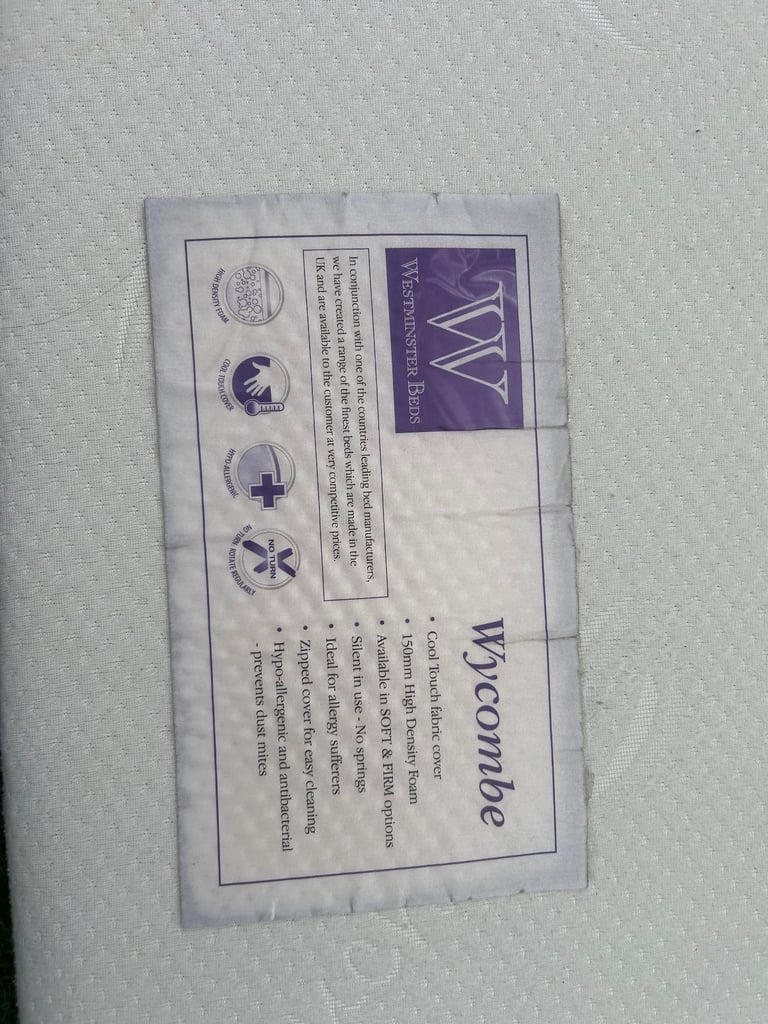 W
WESTMINSTER BEDS
In conjunction with one of the countries leading bed manufacturers,
we have created a range of the finest beds which are made in the
UK and are available to the customer at very competitive prices.
HIGH DENSITY FOAM
COOL TOUCH COVER
HYPO-ALLERGENIC
NO TURN
NO TURN, ROTATE REGULARLY
Wycombe
• Cool Touch fabric cover
• 150mm High Density Foam
• Available in SOFT & FIRM options
• Silent in use - No springs
• Ideal for allergy sufferers
• Zipped cover for easy cleaning
• Hypo-allergenic and antibacterial
- prevents dust mites